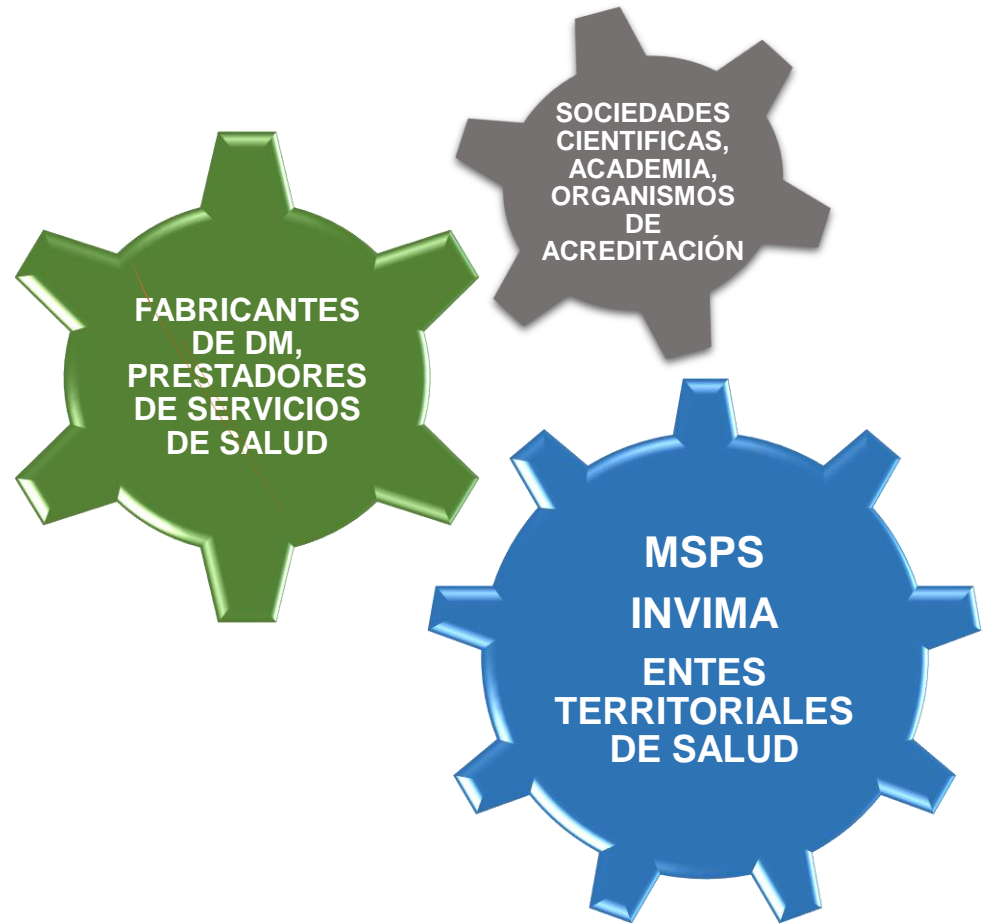 SOCIEDADES
CIENTIFICAS,
ACADEMIA,
ORGANISMOS
DE
ACREDITACIÓN
FABRICANTES
DE DM,
PRESTADORES
DE SERVICIOS
DE SALUD
MSPS
INVIMA
ENTES
TERRITORIALES
DE SALUD